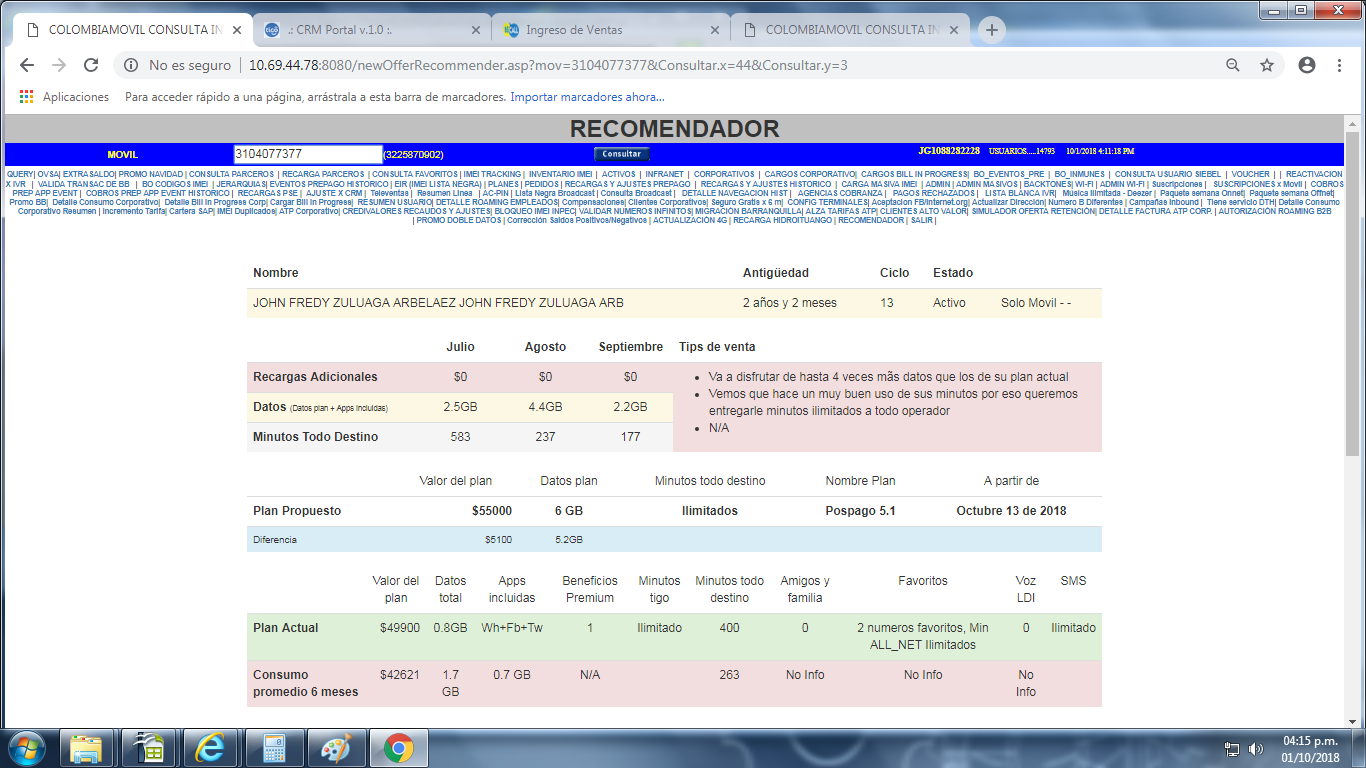 COLOMBIAMOVIL CONSULTA IN
.: CRM Portal v.1.0 :.
Ingreso de Ventas
COLOMBIAMOVIL CONSULTA IN
No es seguro | 10.69.44.78:8080/newOfferRecommender.asp?mov=3104077377&Consultar.x=44&Consultar.y=3
Aplicaciones Para acceder rápido a una página, arrástrala a esta barra de marcadores. Importar marcadores ahora...
RECOMENDADOR
MOVIL 3104077377 (3225870902) Consultar JG1088282228 USUARIOS.....14793 10/1/2018 4:11:18 PM
QUERY| OVSA| EXTRASALDO| PROMO NAVIDAD | CONSULTA PARCEROS | RECARGA PARCEROS | CONSULTA FAVORITOS| IMEI TRACKING | INVENTARIO IMEI | ACTIVOS | INFRANET | CORPORATIVOS | CARGOS CORPORATIVO| CARGOS BILL IN PROGRESS| BO_EVENTOS_PRE | BO_INMUNES | CONSULTA USUARIO SIEBEL | VOUCHER | | REACTIVACION
X IVR | VALIDA TRANSAC DE BB | BO CODIGOS IMEI | JERARQUIAS| EVENTOS PREPAGO HISTORICO | EIR (IMEI LISTA NEGRA) | PLANES | PEDIDOS | RECARGAS Y AJUSTES PREPAGO | RECARGAS Y AJUSTES HISTORICO | CARGA MASIVA IMEI | ADMIN | ADMIN MASIVOS | BACKTONES| Wi-Fi | ADMIN Wi-Fi | Suscripciones | SUSCRIPCIONES x Movil | COBROS
PREP APP EVENT | COBROS PREP APP EVENT HISTORICO | RECARGAS PSE | AJUSTE X CRM | Televentas | Resumen Linea | AC-PIN | Lista Negra Broadcast | Consulta Broadcast | DETALLE NAVEGACION HIST | AGENCIAS COBRANZA | PAGOS RECHAZADOS | LISTA BLANCA IVR| Musica Ilimitada - Deezer | Paquete semana Onnet| Paquete semana Offnet|
Promo BB| Detalle Consumo Corporativo| Detalle Bill In Progress Corp| Cargar Bill In Progress| RESUMEN USUARIO| DETALLE ROAMING EMPLEADOS| Compensaciones| Clientes Corporativos| Seguro Gratis x 6 m| CONFIG TERMINALES| Aceptacion FB/Internet.org| Actualizar Dirección| Numero B Diferentes | Campañas Inbound | Tiene servicio DTH| Detalle Consumo
Corporativo Resumen | Incremento Tarifa| Cartera SAP| IMEI Duplicados| ATP Corporativo| CREDIVALORES RECAUDOS Y AJUSTES| BLOQUEO IMEI INPEC| VALIDAR NUMEROS INFINITOS| MIGRACIÓN BARRANQUILLA| ALZA TARIFAS ATP| CLIENTES ALTO VALOR| SIMULADOR OFERTA RETENCIÓN| DETALLE FACTURA ATP CORP. | AUTORIZACIÓN ROAMING B2B
| PROMO DOBLE DATOS | Corrección Saldos Positivos/Negativos | ACTUALIZACIÓN 4G | RECARGA HIDROITUANGO | RECOMENDADOR | SALIR |
Nombre Antigüedad Ciclo Estado
JOHN FREDY ZULUAGA ARBELAEZ JOHN FREDY ZULUAGA ARB 2 años y 2 meses 13 Activo Solo Movil - -
Julio Agosto Septiembre Tips de venta
Recargas Adicionales $0 $0 $0
Datos (Datos plan + Apps Incluidas) 2.5GB 4.4GB 2.2GB
Minutos Todo Destino 583 237 177
• Va a disfrutar de hasta 4 veces mãs datos que los de su plan actual
• Vemos que hace un muy buen uso de sus minutos por eso queremos
entregarle minutos ilimitados a todo operador
• N/A
Valor del plan Datos plan Minutos todo destino Nombre Plan A partir de
Plan Propuesto $55000 6 GB Ilimitados Pospago 5.1 Octubre 13 de 2018
Diferencia $5100 5.2GB
Valor del Datos Apps Beneficios Minutos Minutos todo Amigos y Favoritos Voz SMS
plan total incluidas Premium tigo destino familia LDI
Plan Actual $49900 0.8GB Wh+Fb+Tw 1 Ilimitado 400 0 2 numeros favoritos, Min 0 Ilimitado
ALL_NET Ilimitados
Consumo $42621 1.7 0.7 GB N/A 263 No Info No Info No
promedio 6 meses GB Info
04:15 p.m.
01/10/2018